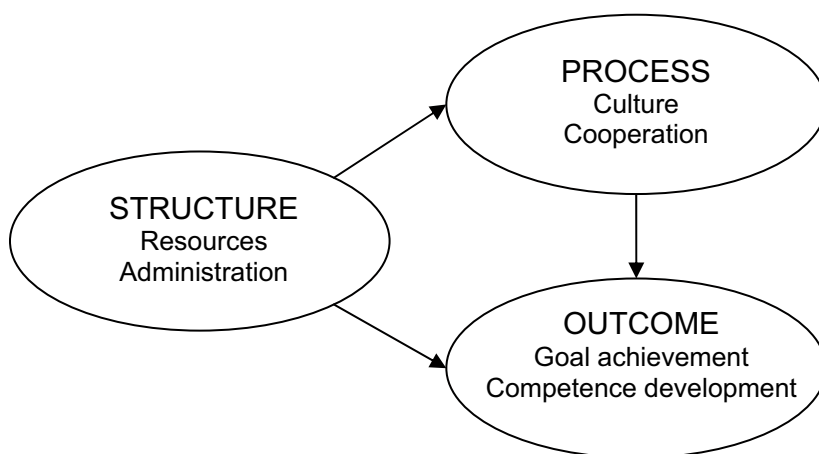 PROCESS
Culture
Cooperation
STRUCTURE
Resources
Administration
OUTCOME
Goal achievement
Competence development